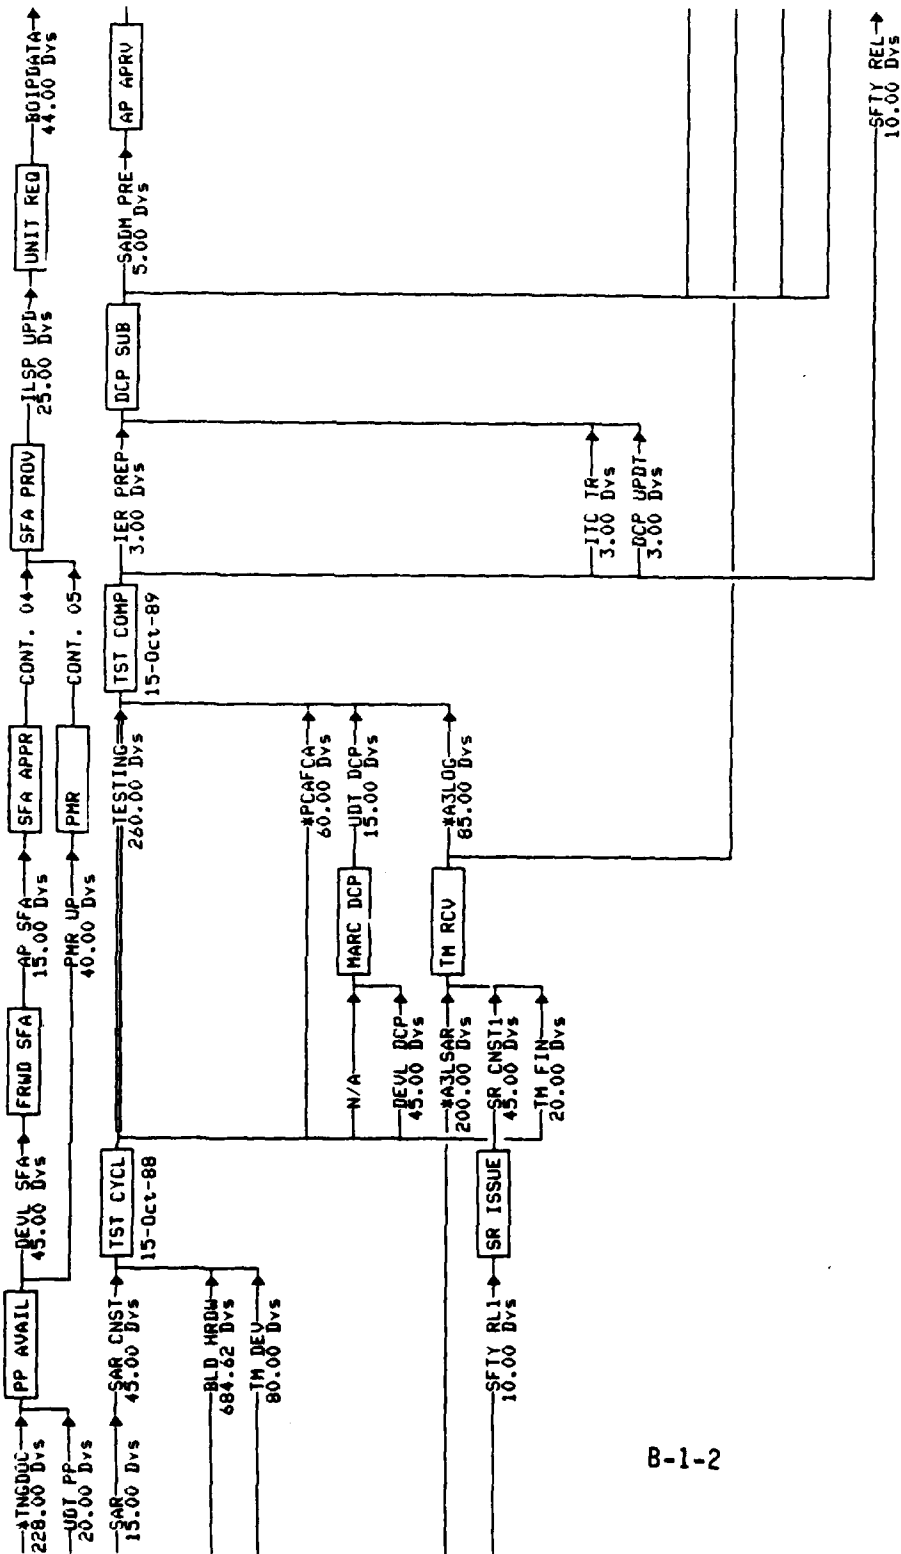 *TNGDOC
228.00 Dys
UDT PP
20.00 Dys
PP AVAIL
DEVL SFA
45.00 Dys
FRWD SFA
AP SFA
15.00 Dys
SFA APPR
CONT. 04
PMR UP
40.00 Dys
PMR
CONT. 05
SFA PROV
ILSP UPD
25.00 Dys
UNIT REQ
BOIPDATA
44.00 Dys
SAR
15.00 Dys
SAR CNST
45.00 Dys
TST CYCL
15-Oct-88
TESTING
260.00 Dys
TST COMP
15-Oct-89
IER PREP
3.00 Dys
DCP SUB
SADM PRE
5.00 Dys
AP APRV
BLD HRDW
684.62 Dys
TM DEV
80.00 Dys
*PCAFCA
60.00 Dys
N/A
DEVL DCP
45.00 Dys
MARC DCP
UDT DCP
15.00 Dys
*A3LSAR
200.00 Dys
TM RCV
*A3LOG
85.00 Dys
SFTY RL1
10.00 Dys
SR ISSUE
SR CNST1
45.00 Dys
TM FIN
20.00 Dys
ITC TR
3.00 Dys
DCP UPDT
3.00 Dys
SFTY REL
10.00 Dys
B-1-2